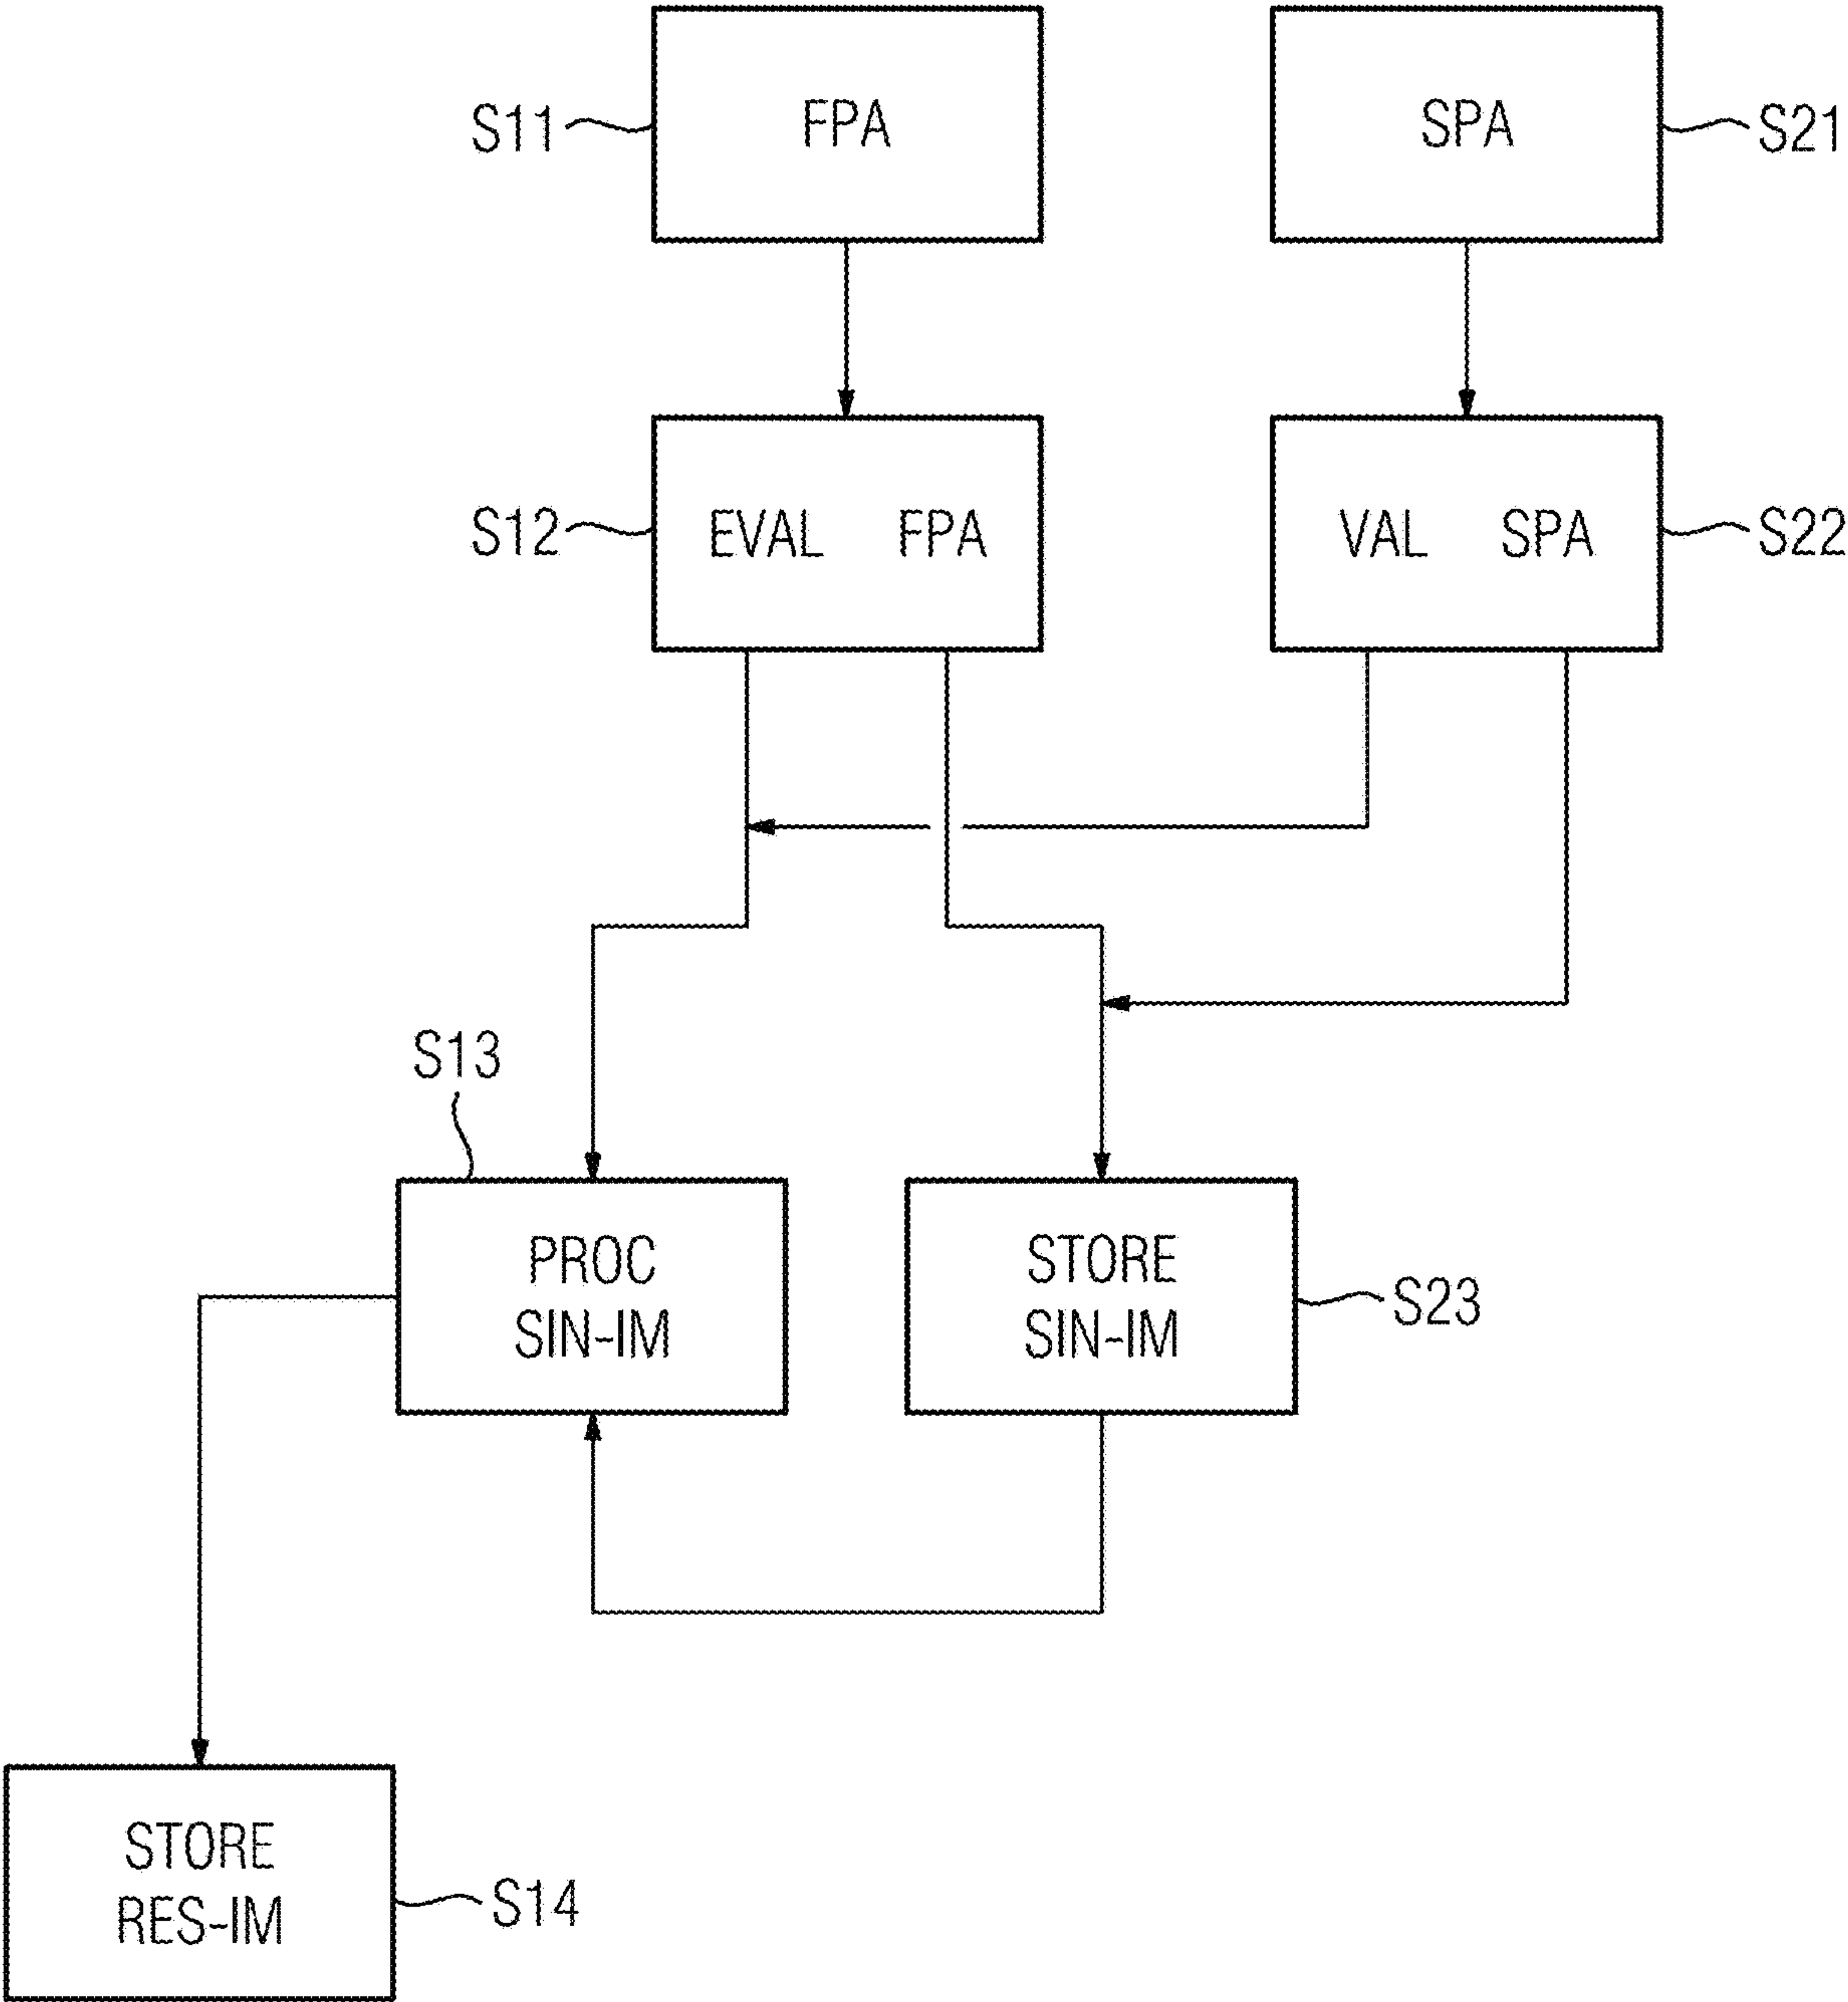 S11 FPA SPA S21
S12 EVAL FPA VAL SPA S22
S13
PROC
SIN-IM
STORE
SIN-IM
S23
STORE
RES-IM
S14